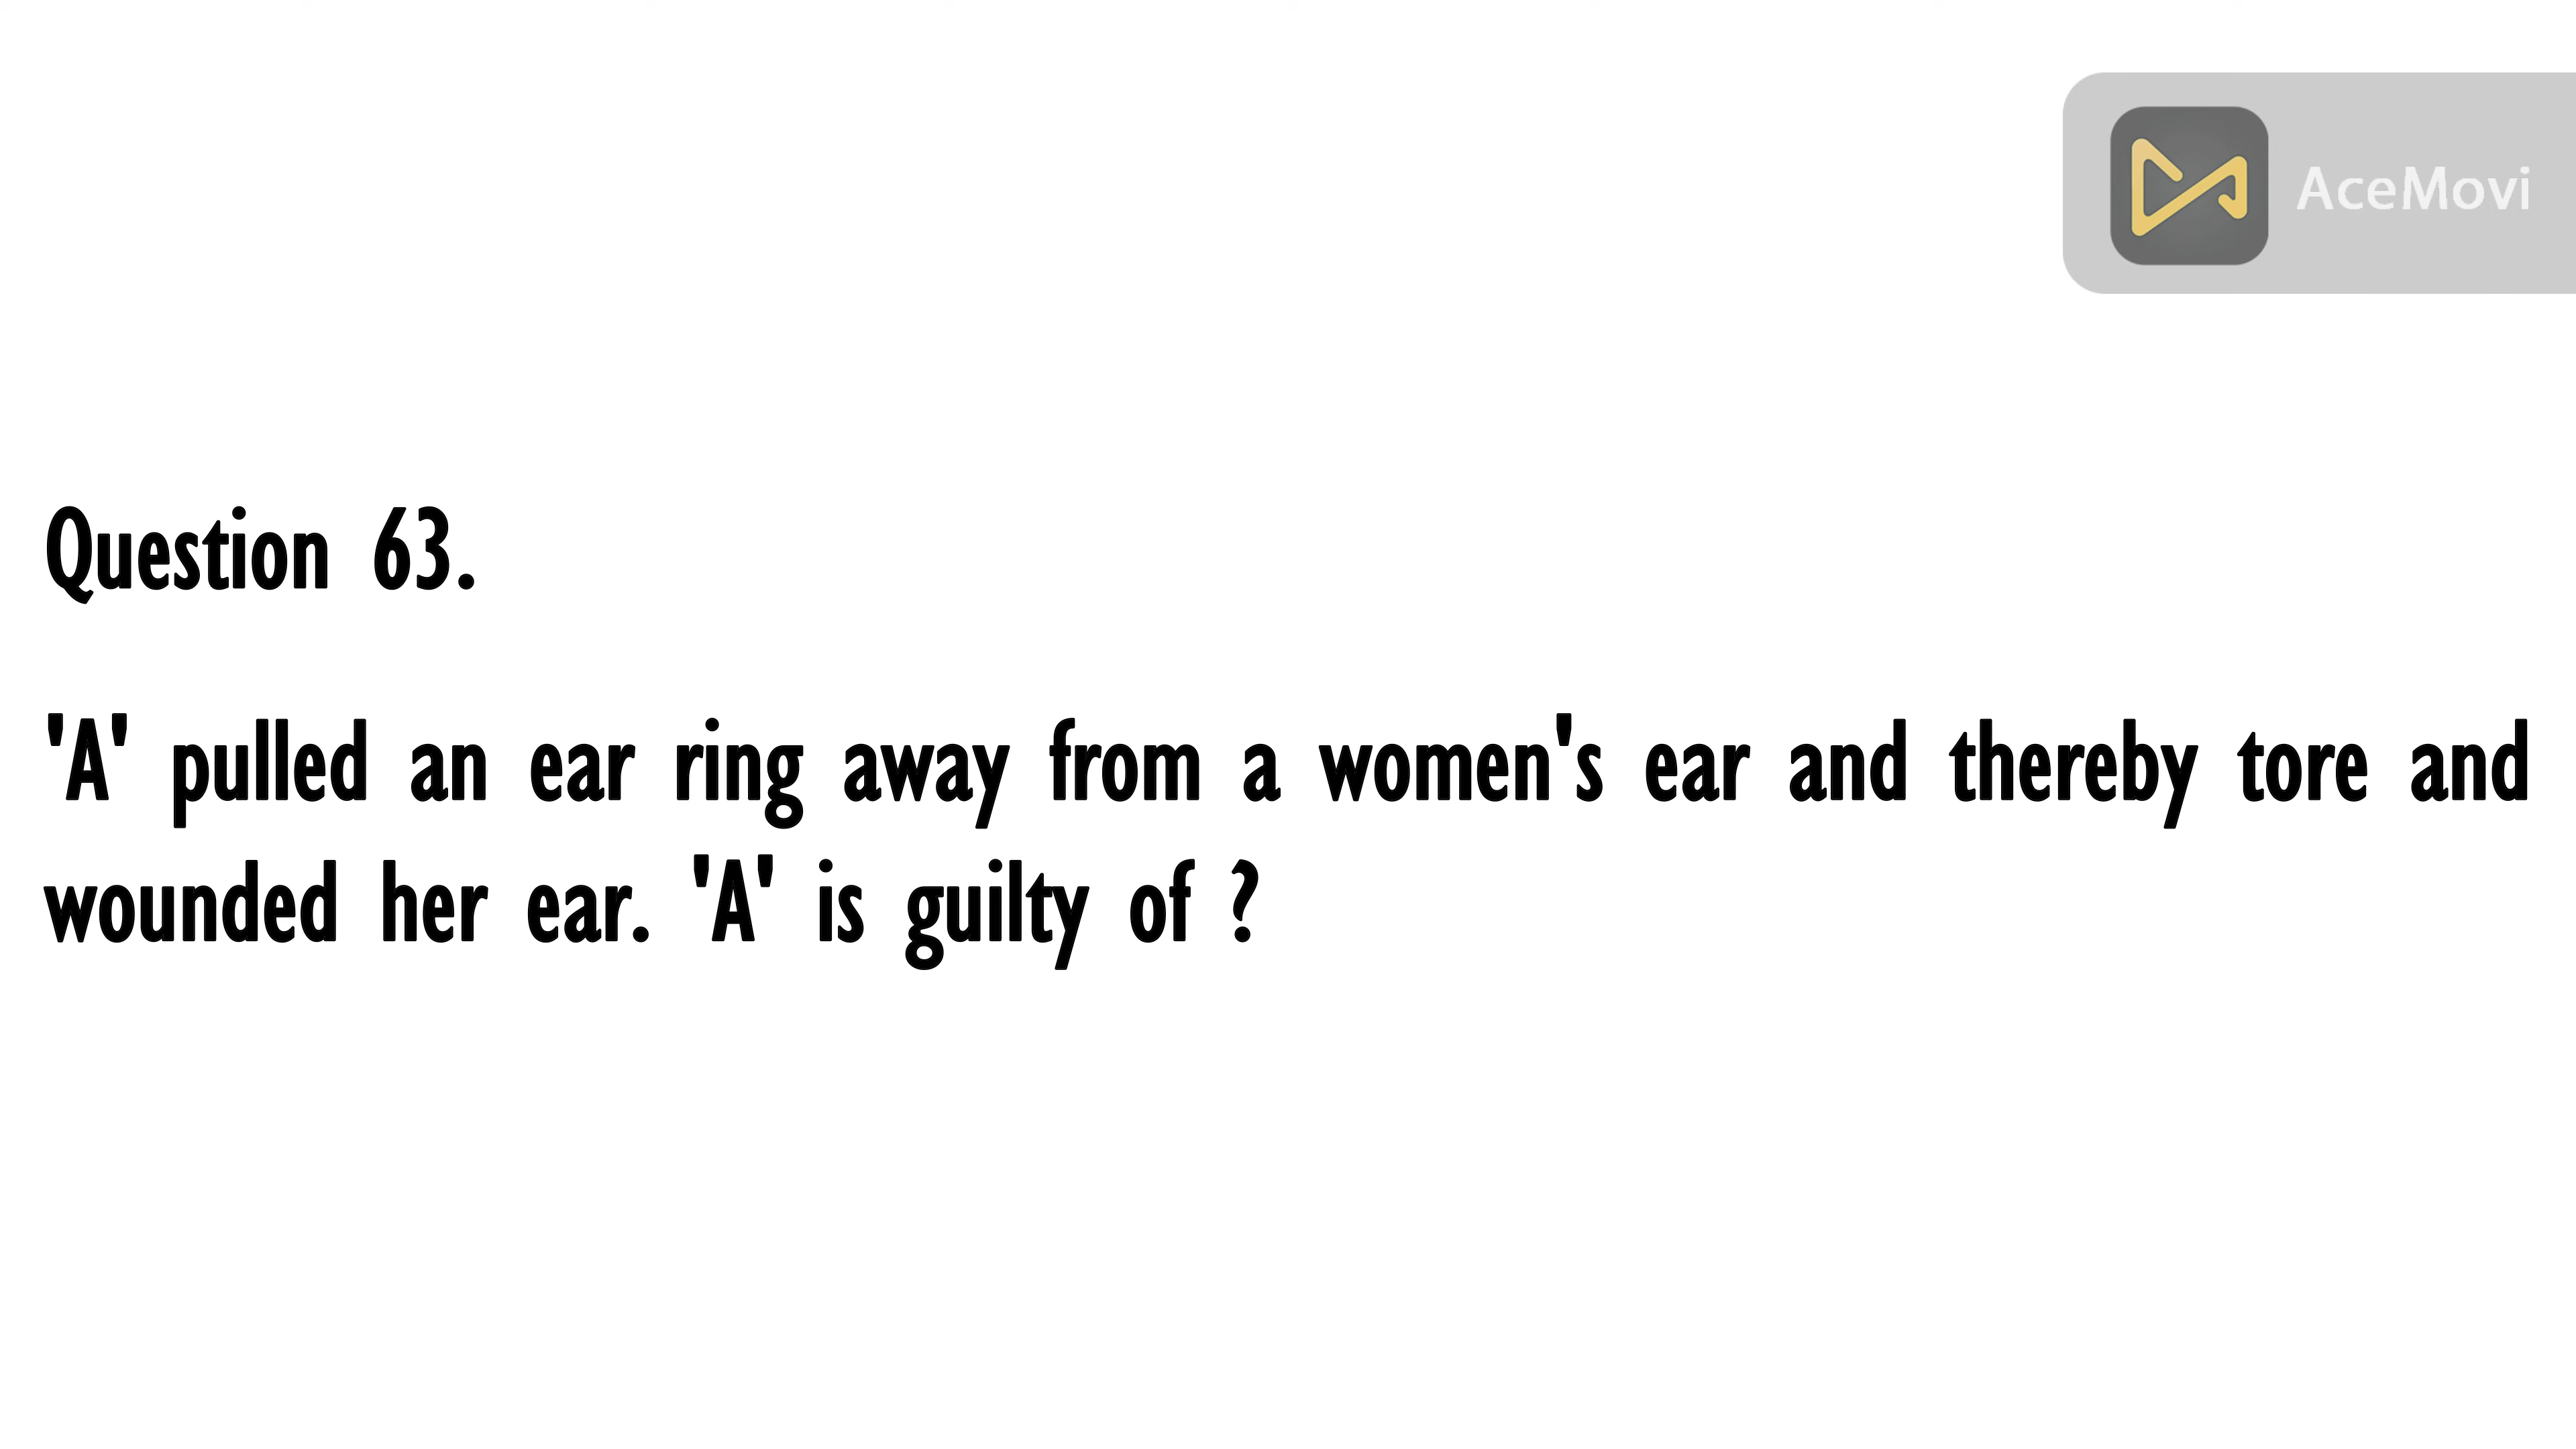 AceMovi
Question 63.
'A' pulled an ear ring away from a women's ear and thereby tore and
wounded her ear. 'A' is guilty of ?